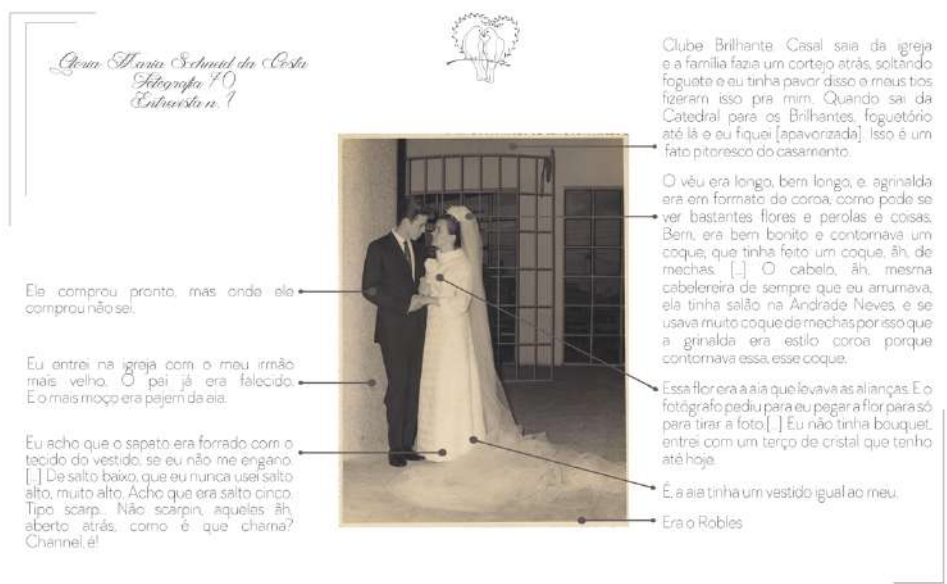 Gloria Maria Schneid da Costa
Fotografia 70
Entrevista n. 7
Ele comprou pronto, mas onde ele
comprou não sei.
Eu entrei na igreja com o meu irmão
mais velho. O pai já era falecido.
E o mais moço era pajem da aia.
Eu acho que o sapato era forrado com o
tecido do vestido, se eu não me engano.
[...] De salto baixo, que eu nunca usei salto
alto, muito alto. Acho que era salto cinco.
Tipo scarp... Não scarpin, aqueles âh,
aberto atrás, como é que chama?
Channel, é!
Clube Brilhante. Casal saia da igreja
e a família fazia um cortejo atrás, soltando
foguete e eu tinha pavor disso e meus tios
fizeram isso pra mim. Quando sai da
Catedral para os Brilhantes, foguetório
até lá e eu fiquei [apavorizada]. Isso é um
fato pitoresco do casamento.
O véu era longo, bem longo, e, agrinalda
era em formato de coroa, como pode se
ver bastantes flores e perolas e coisas.
Bem, era bem bonito e contornava um
coque, que tinha feito um coque, âh, de
mechas. [...] O cabelo, âh, mesma
cabelereira de sempre que eu arrumava,
ela tinha salão na Andrade Neves, e se
usava muito coque de mechas por isso que
a grinalda era estilo coroa porque
contornava essa, esse coque.
Essa flor era a aia que levava as alianças. E o
fotógrafo pediu para eu pegar a flor para só
para tirar a foto.[...] Eu não tinha bouquet,
entrei com um terço de cristal que tenho
até hoje.
É, a aia tinha um vestido igual ao meu.
Era o Robles